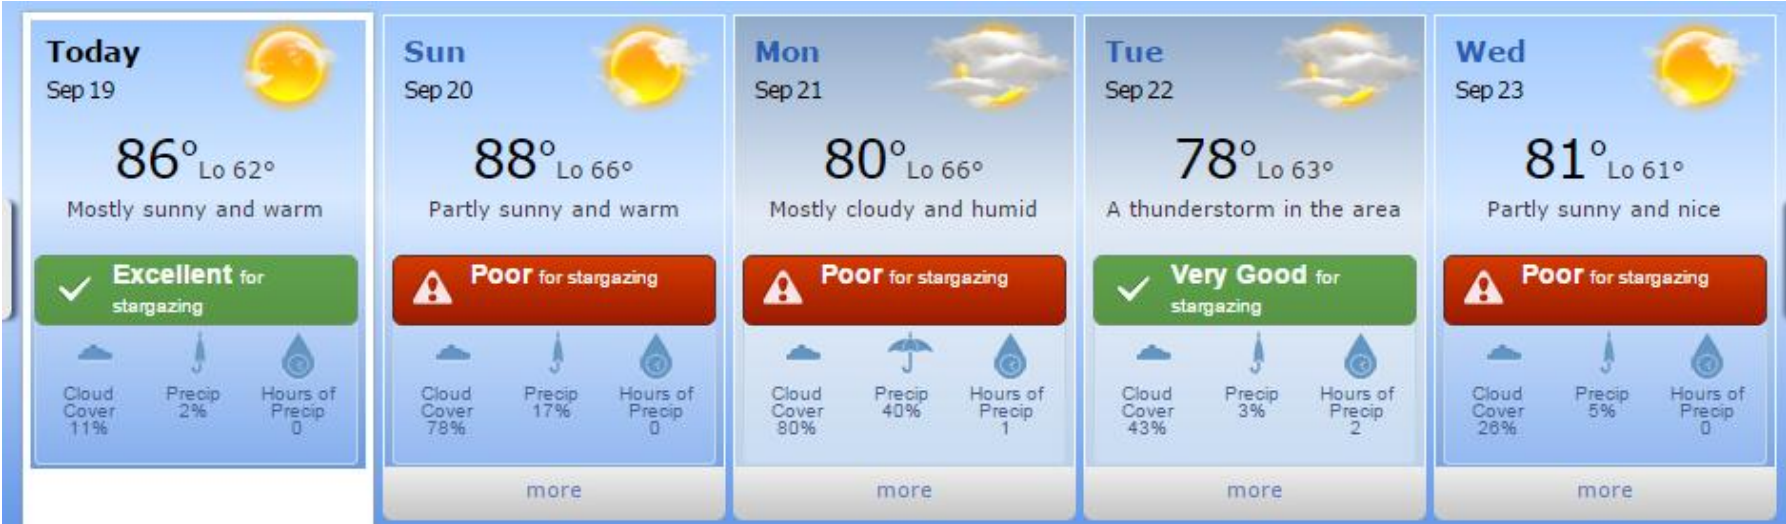 Today
Sep 19
86° Lo 62°
Mostly sunny and warm
Excellent for
stargazing
Cloud
Cover
11%
Precip
2%
Hours of
Precip
0
Sun
Sep 20
88° Lo 66°
Partly sunny and warm
Poor for stargazing
Cloud
Cover
78%
Precip
17%
Hours of
Precip
0
more
Mon
Sep 21
80° Lo 66°
Mostly cloudy and humid
Poor for stargazing
Cloud
Cover
80%
Precip
40%
Hours of
Precip
1
more
Tue
Sep 22
78° Lo 63°
A thunderstorm in the area
Very Good for
stargazing
Cloud
Cover
43%
Precip
3%
Hours of
Precip
2
more
Wed
Sep 23
81° Lo 61°
Partly sunny and nice
Poor for stargazing
Cloud
Cover
26%
Precip
5%
Hours of
Precip
0
more